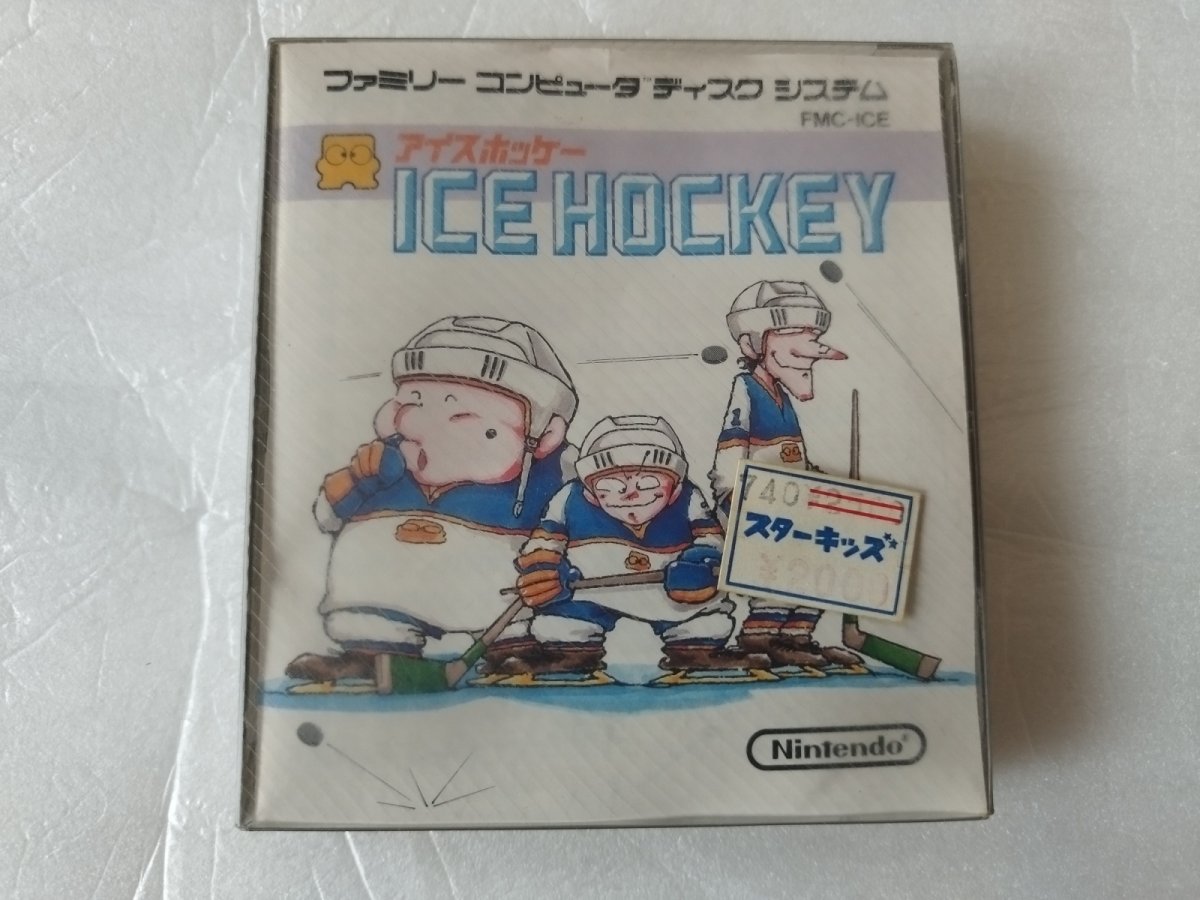 ファミリー コンピュータ™ ディスク システム
FMC-ICE
アイスホッケー
ICE HOCKEY
1
740
スターキッズ
¥2000
Nintendo®